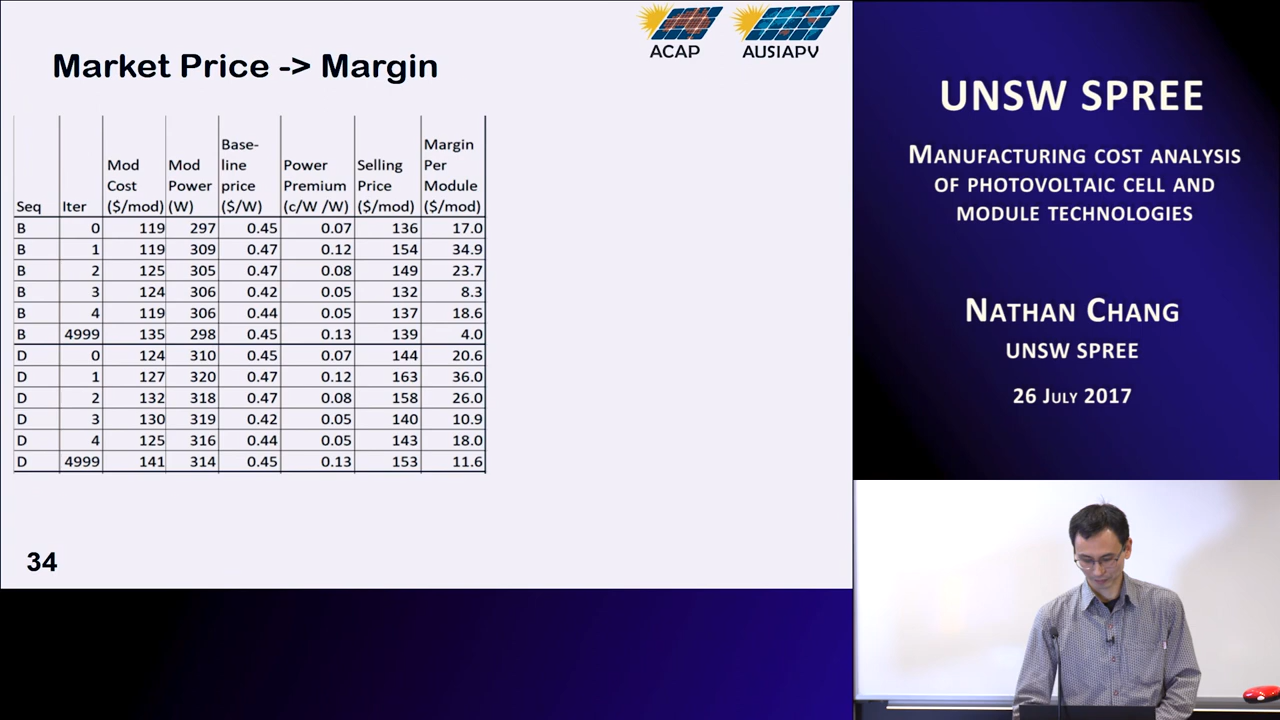 Market Price -> Margin
ACAP
AUSIAPV
Seq Iter Mod Cost ($/mod) Mod Power (W) Base-line price ($/W) Power Premium (c/W /W) Selling Price ($/mod) Margin Per Module ($/mod)
B 0 119 297 0.45 0.07 136 17.0
B 1 119 309 0.47 0.12 154 34.9
B 2 125 305 0.47 0.08 149 23.7
B 3 124 306 0.42 0.05 132 8.3
B 4 119 306 0.44 0.05 137 18.6
B 4999 135 298 0.45 0.13 139 4.0
D 0 124 310 0.45 0.07 144 20.6
D 1 127 320 0.47 0.12 163 36.0
D 2 132 318 0.47 0.08 158 26.0
D 3 130 319 0.42 0.05 140 10.9
D 4 125 316 0.44 0.05 143 18.0
D 4999 141 314 0.45 0.13 153 11.6
34
UNSW SPREE
MANUFACTURING COST ANALYSIS
OF PHOTOVOLTAIC CELL AND
MODULE TECHNOLOGIES
NATHAN CHANG
UNSW SPREE
26 JULY 2017